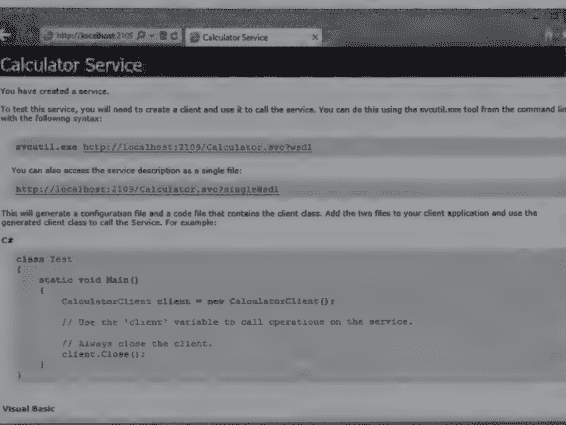 http://localhost:2109
Calculator Service
Calculator Service
You have created a service.
To test this service, you will need to create a client and use it to call the service. You can do this using the svcutil.exe tool from the command
with the following syntax:
svcutil.exe http://localhost:2109/Calculator.svc?wsdl
You can also access the service description as a single file:
http://localhost:2109/Calculator.svc?singleWsdl
This will generate a configuration file and a code file that contains the client class. Add the two files to your client application and use the
generated client class to call the Service. For example:
C#
class Test
{
static void Main()
{
CalculatorClient client = new CalculatorClient();
// Use the 'client' variable to call operations on the service.
// Always close the client.
client.Close();
}
}
Visual Basic